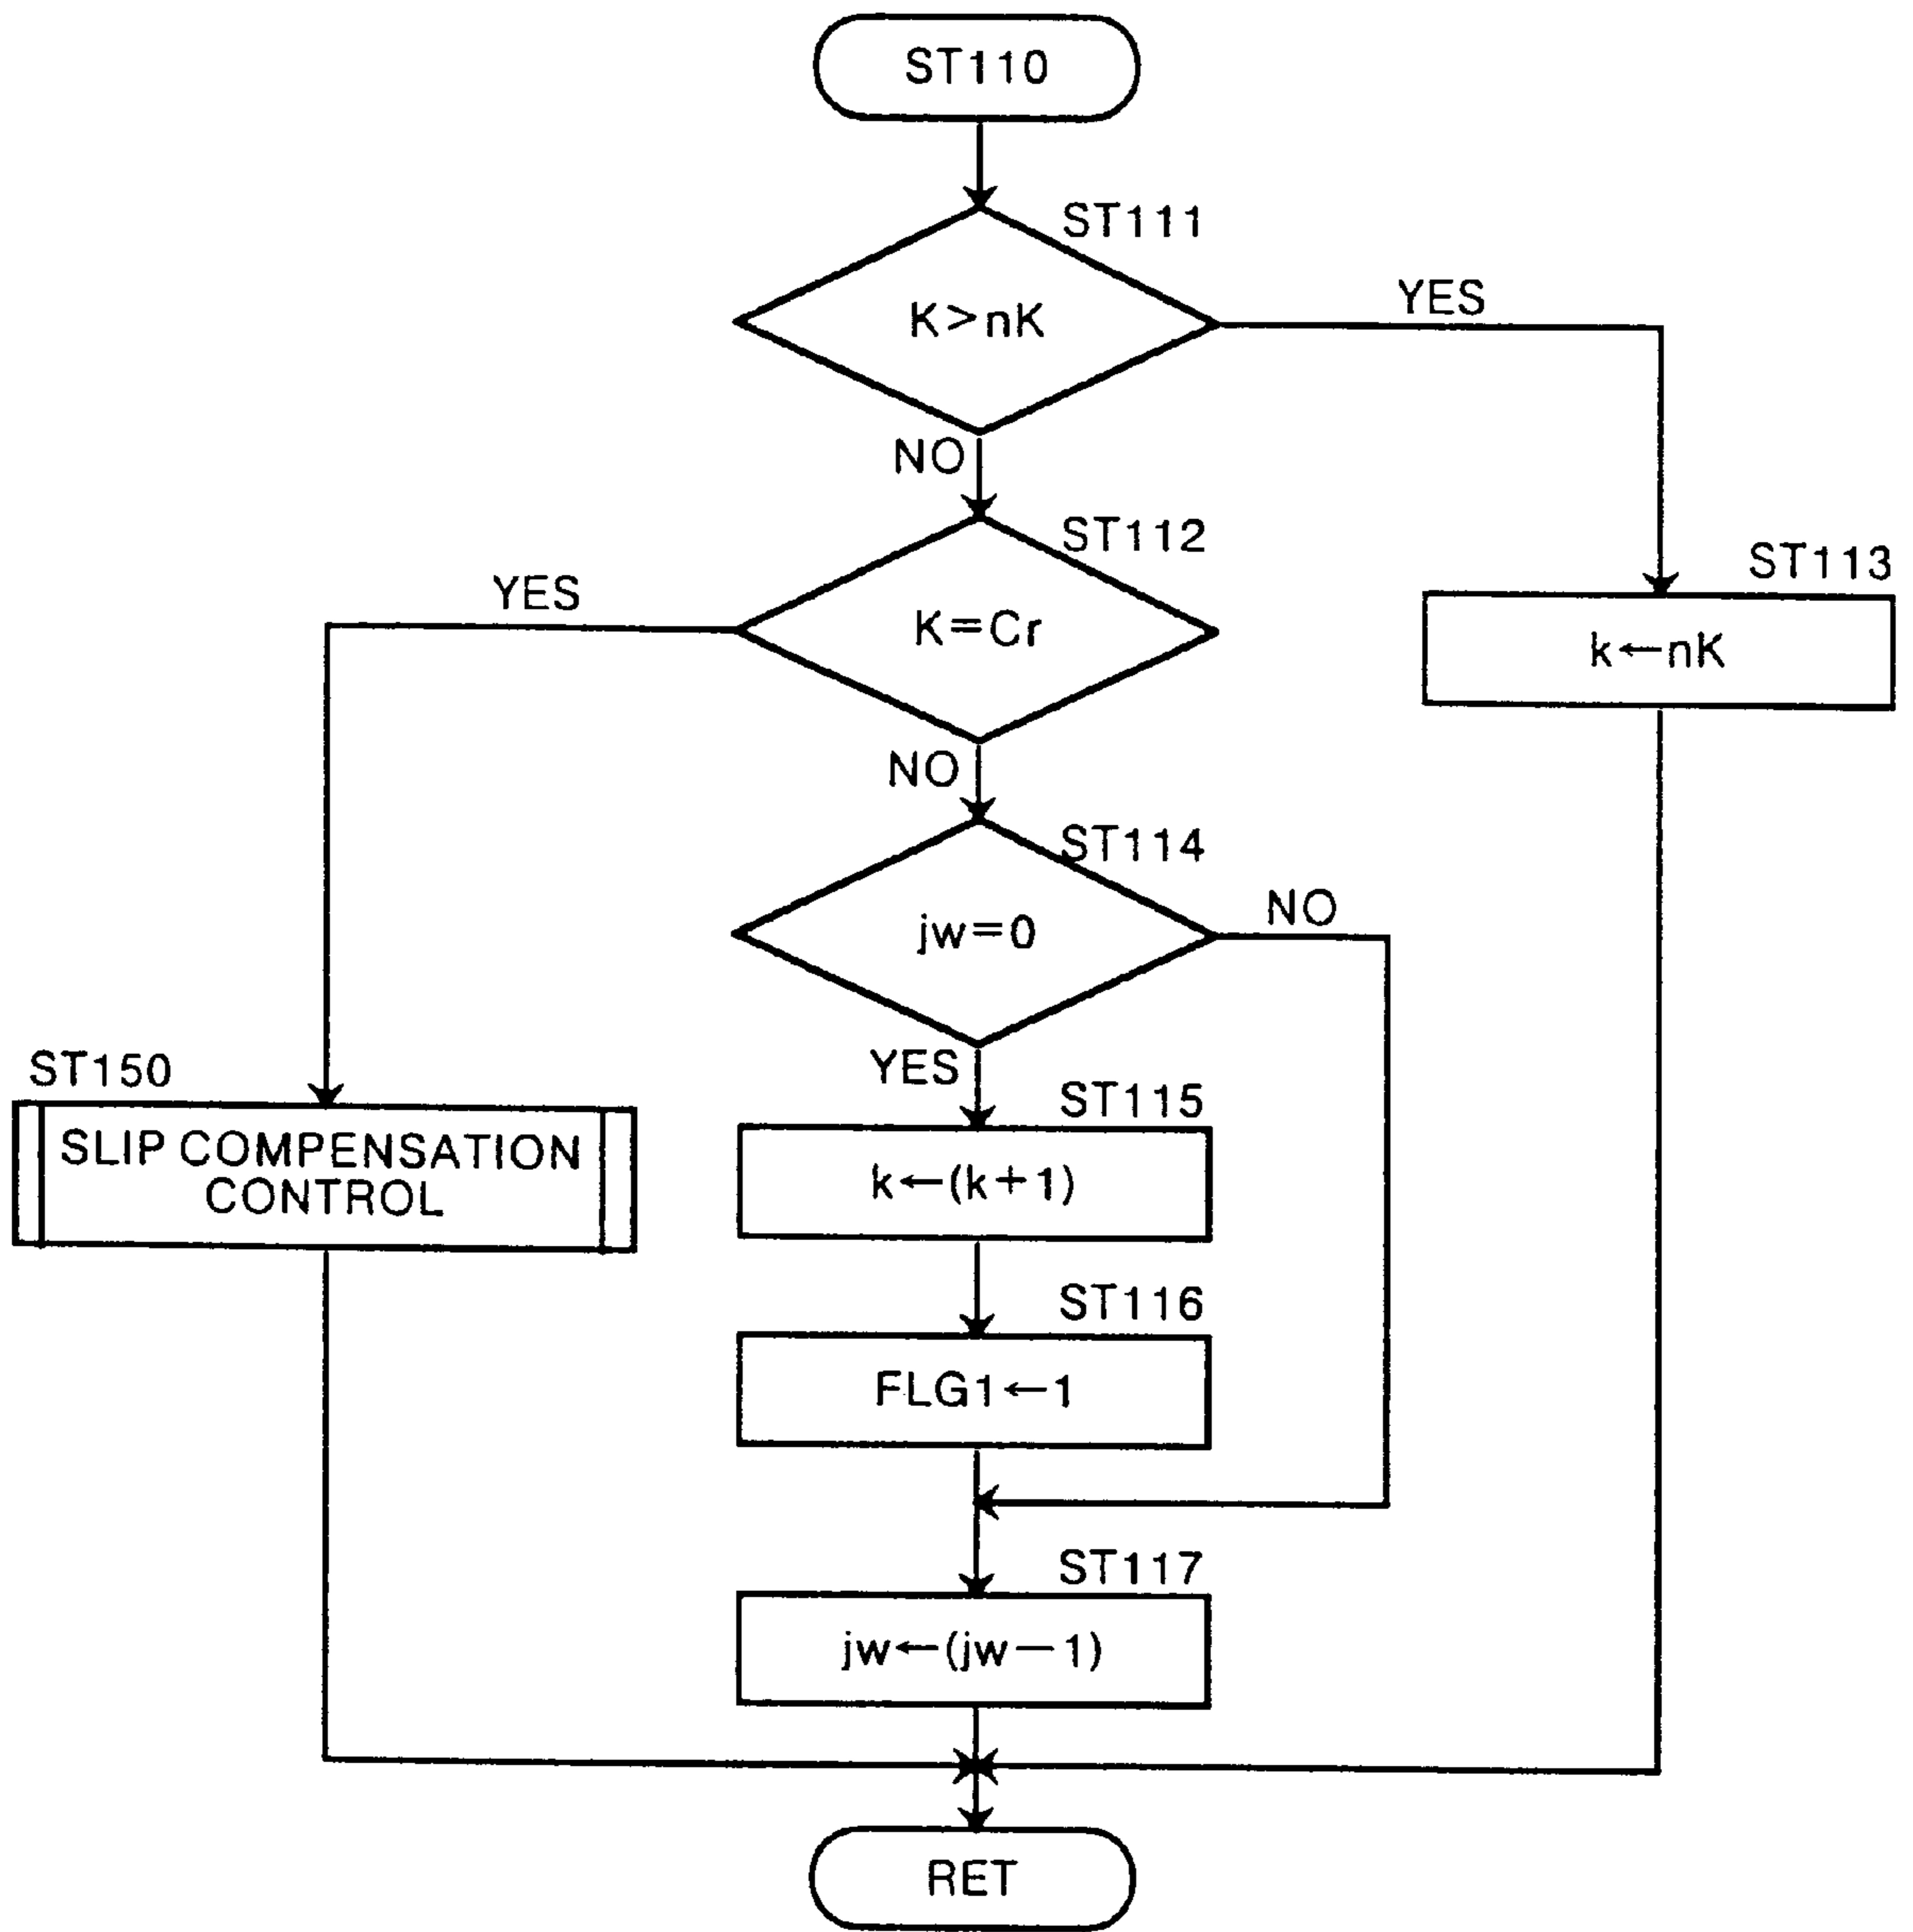 ST110
ST111
K>nK
YES
NO
ST112
YES
K=Cr
ST113
k←nK
NO
ST114
jw=0
NO
YES
ST150
SLIP COMPENSATION
CONTROL
ST115
k←(k+1)
ST116
FLG1←1
ST117
jw←(jw−1)
RET